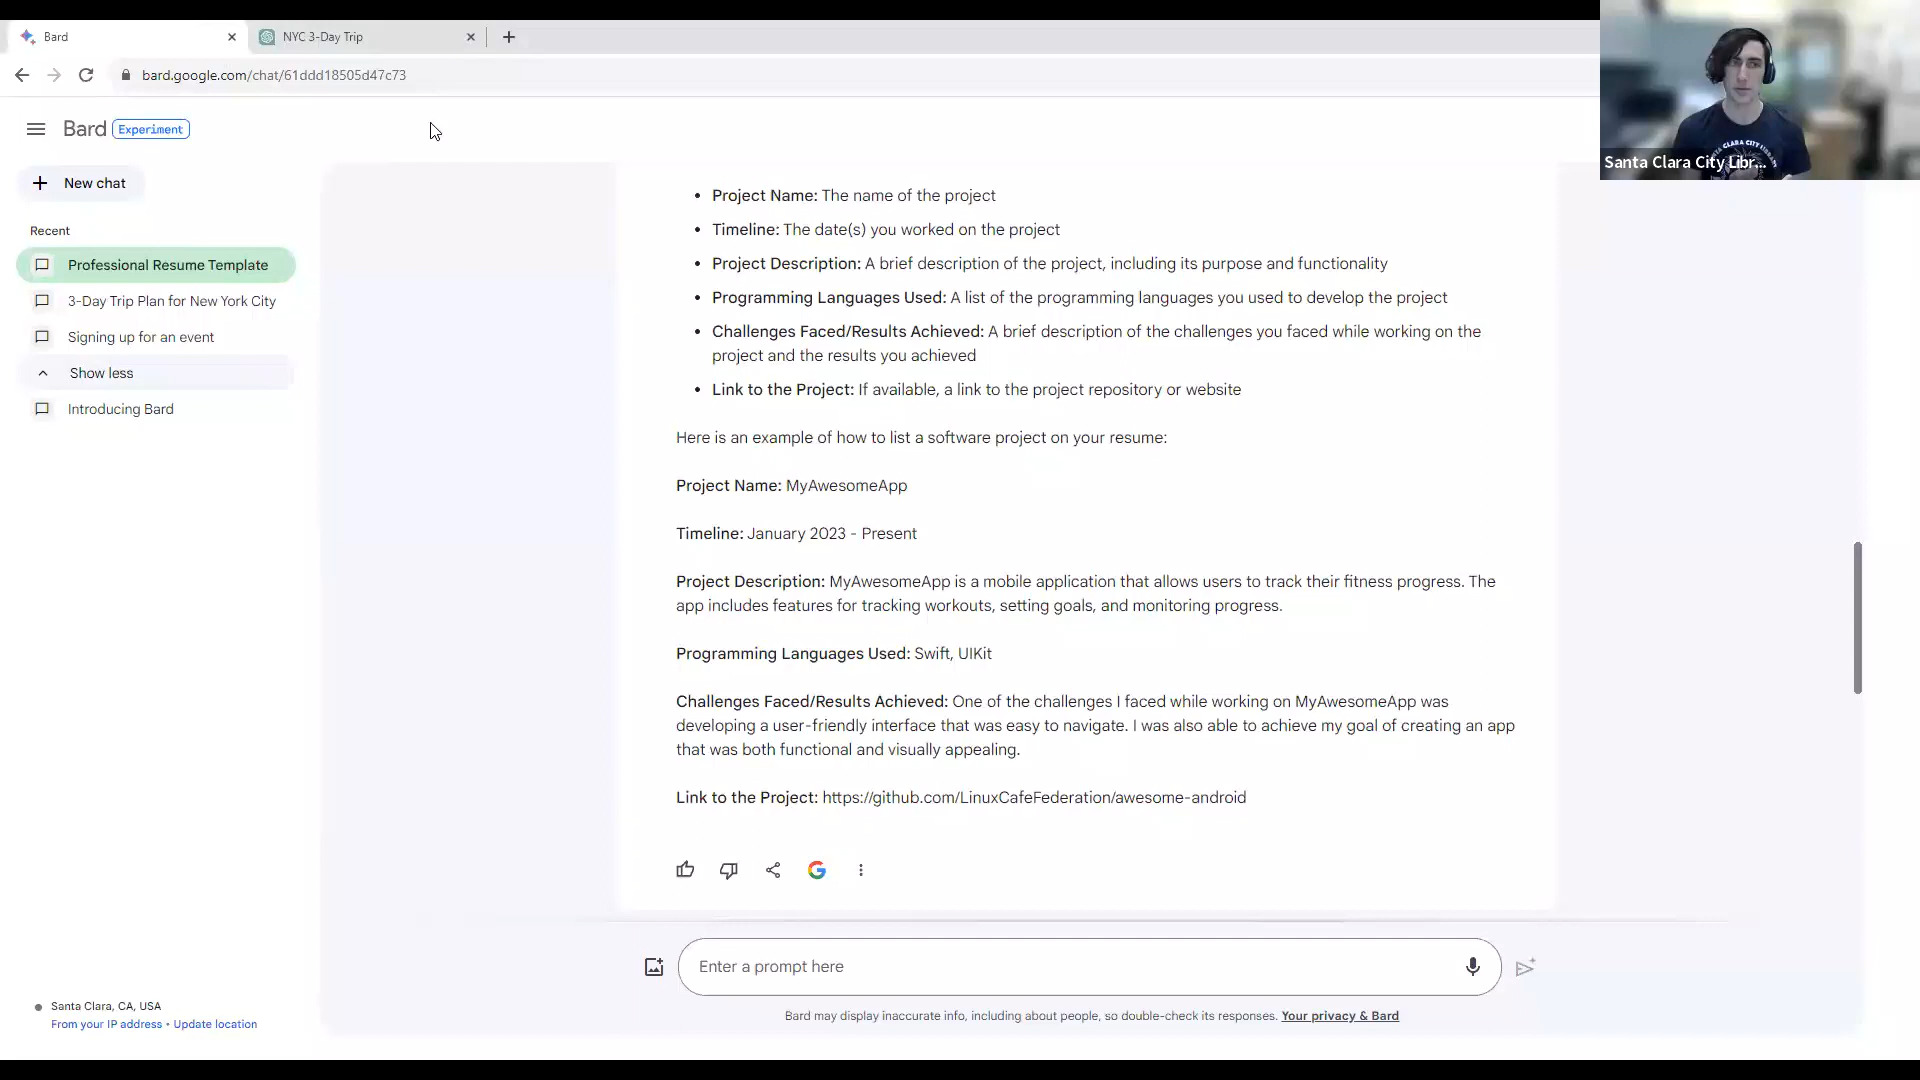 Bard
NYC 3-Day Trip
bard.google.com/chat/61ddd18505d47c73
Bard Experiment
New chat
Recent
Professional Resume Template
3-Day Trip Plan for New York City
Signing up for an event
Show less
Introducing Bard
Santa Clara, CA, USA
From your IP address • Update location
• Project Name: The name of the project
• Timeline: The date(s) you worked on the project
• Project Description: A brief description of the project, including its purpose and functionality
• Programming Languages Used: A list of the programming languages you used to develop the project
• Challenges Faced/Results Achieved: A brief description of the challenges you faced while working on the
project and the results you achieved
• Link to the Project: If available, a link to the project repository or website
Here is an example of how to list a software project on your resume:
Project Name: MyAwesomeApp
Timeline: January 2023 - Present
Project Description: MyAwesomeApp is a mobile application that allows users to track their fitness progress. The
app includes features for tracking workouts, setting goals, and monitoring progress.
Programming Languages Used: Swift, UIKit
Challenges Faced/Results Achieved: One of the challenges I faced while working on MyAwesomeApp was
developing a user-friendly interface that was easy to navigate. I was also able to achieve my goal of creating an app
that was both functional and visually appealing.
Link to the Project: https://github.com/LinuxCafeFederation/awesome-android
Enter a prompt here
Bard may display inaccurate info, including about people, so double-check its responses. Your privacy & Bard
SANTA CLARA CITY LIBRARY
Santa Clara City Libr...